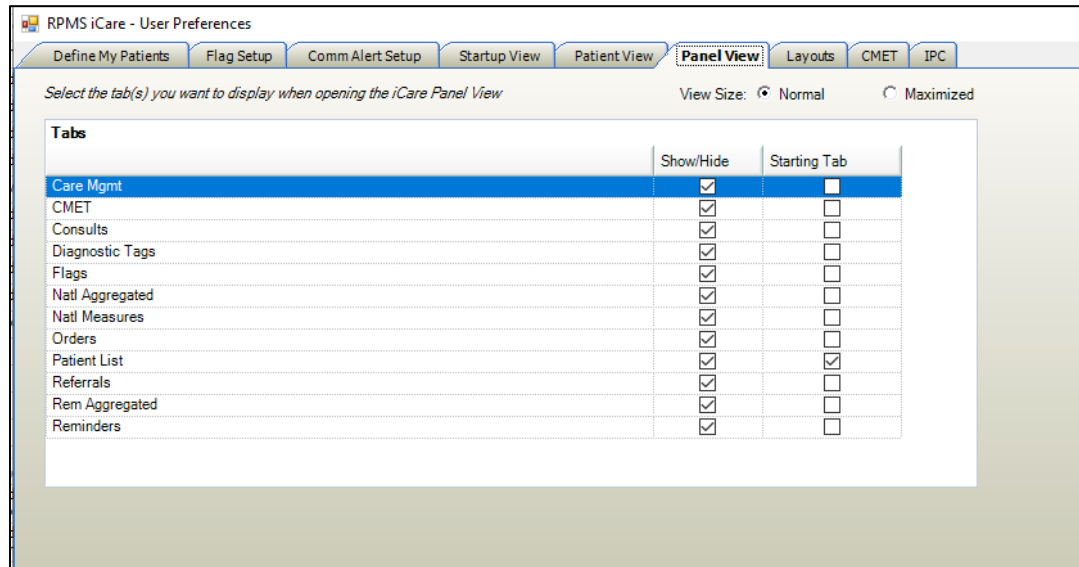 RPMS iCare - User Preferences
Define My Patients Flag Setup Comm Alert Setup Startup View Patient View Panel View Layouts CMET IPC
Select the tab(s) you want to display when opening the iCare Panel View View Size: Normal Maximized
Tabs
Show/Hide Starting Tab
Care Mgmt
CMET
Consults
Diagnostic Tags
Flags
Natl Aggregated
Natl Measures
Orders
Patient List
Referrals
Rem Aggregated
Reminders